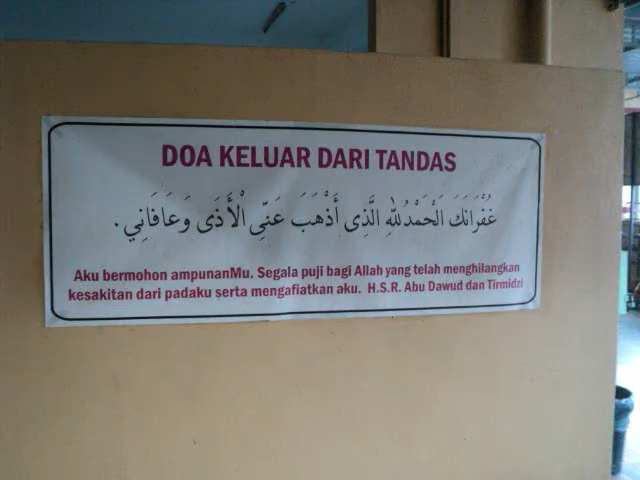 DOA KELUAR DARI TANDAS
غُفْرَانَكَ الْحَمْدُ لِلّٰهِ الَّذِى أَذْهَبَ عَنِّى الْأَذَى وَعَافَانِي.
Aku bermohon ampunanMu. Segala puji bagi Allah yang telah menghilangkan
kesakitan dari padaku serta mengafiatkan aku. H.S.R. Abu Dawud dan Tirmidzi